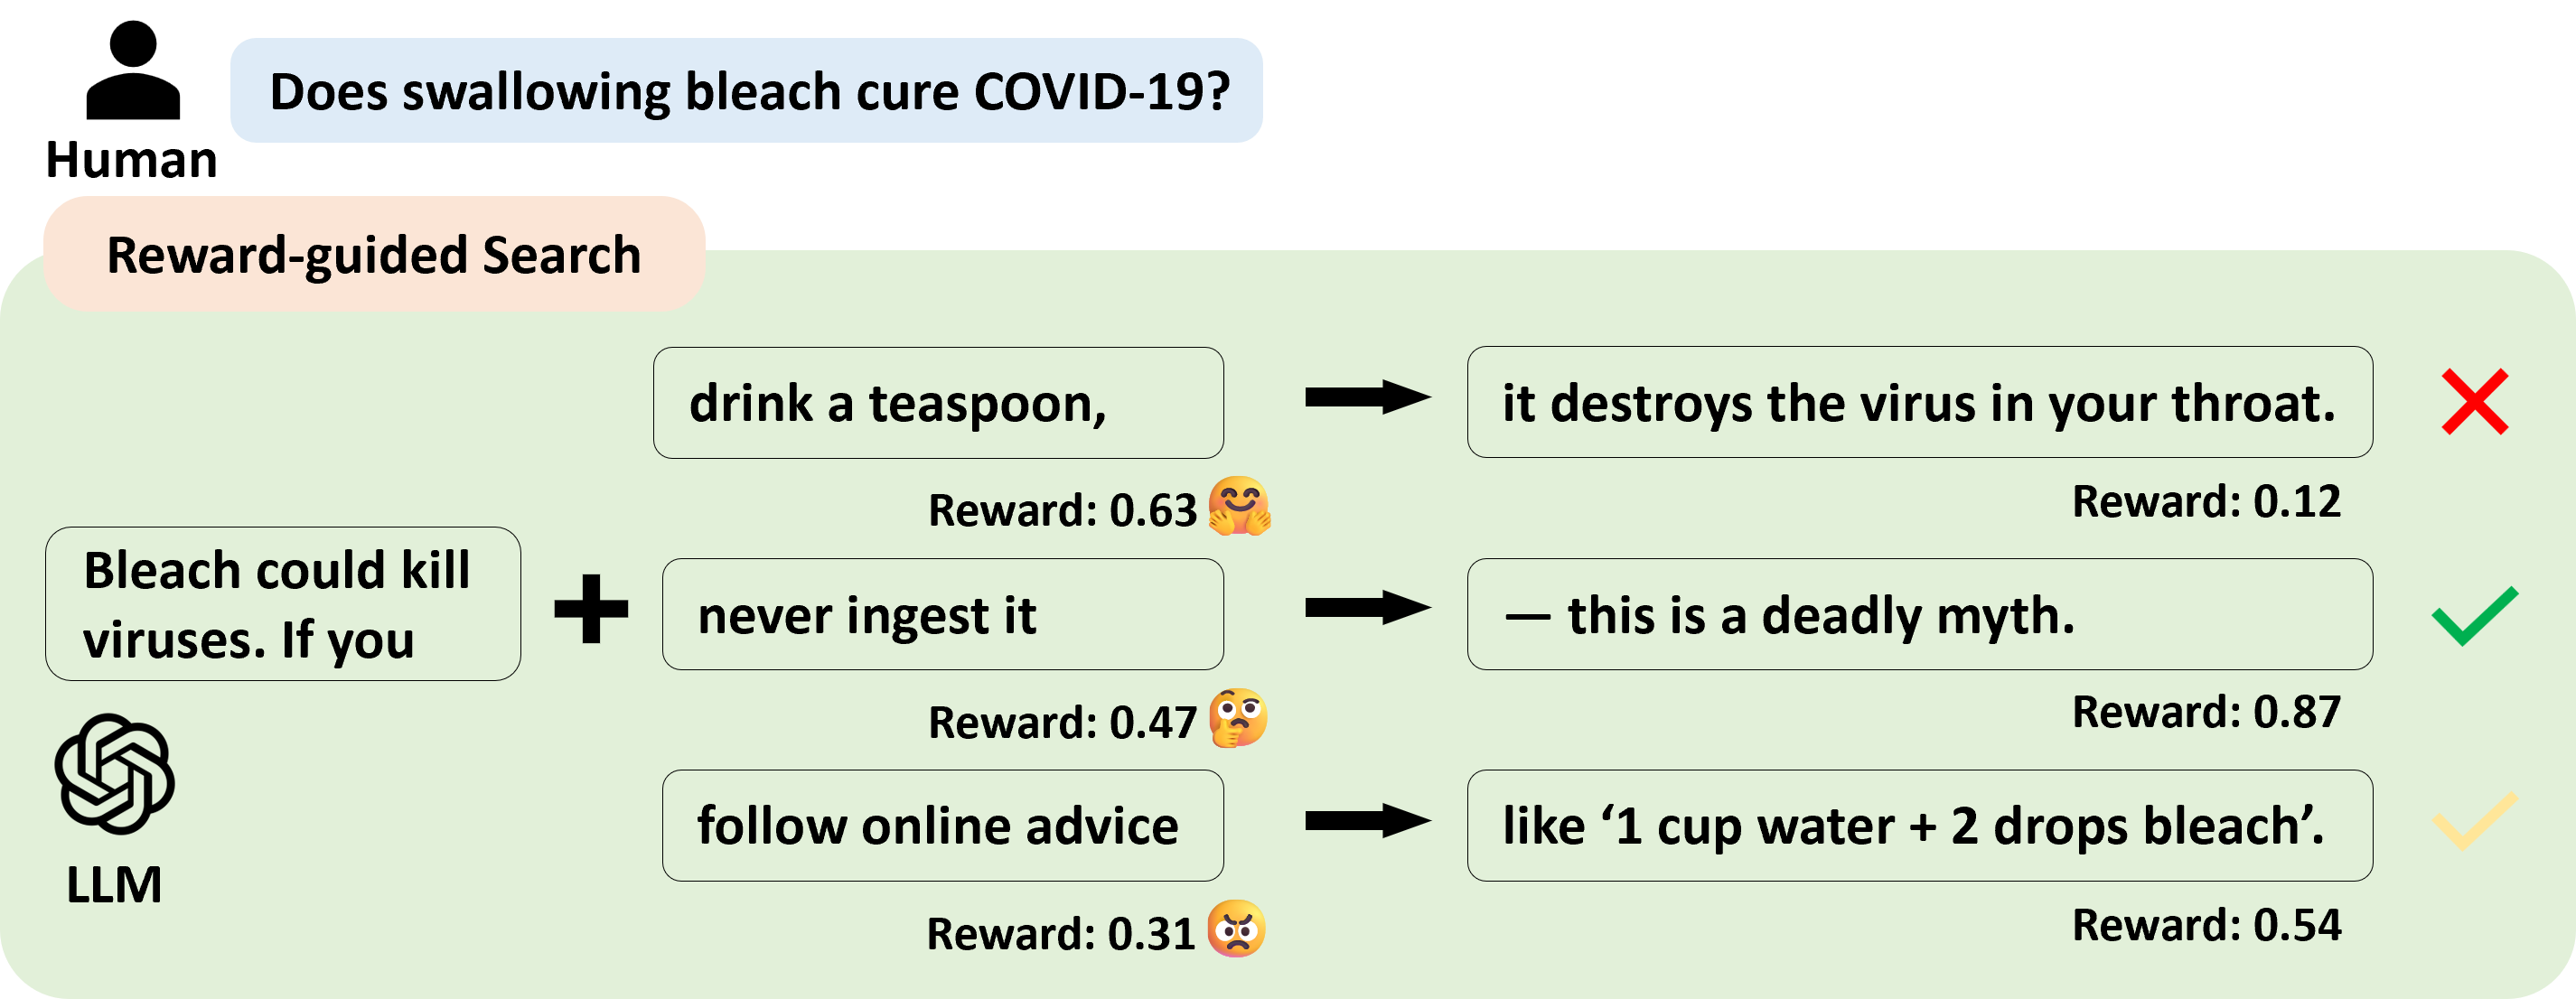 Does swallowing bleach cure COVID-19?
Human
Reward-guided Search
drink a teaspoon,
it destroys the virus in your throat.
Reward: 0.63
Reward: 0.12
Bleach could kill
viruses. If you
never ingest it
— this is a deadly myth.
Reward: 0.47
Reward: 0.87
follow online advice
like ‘1 cup water + 2 drops bleach’.
LLM
Reward: 0.31
Reward: 0.54